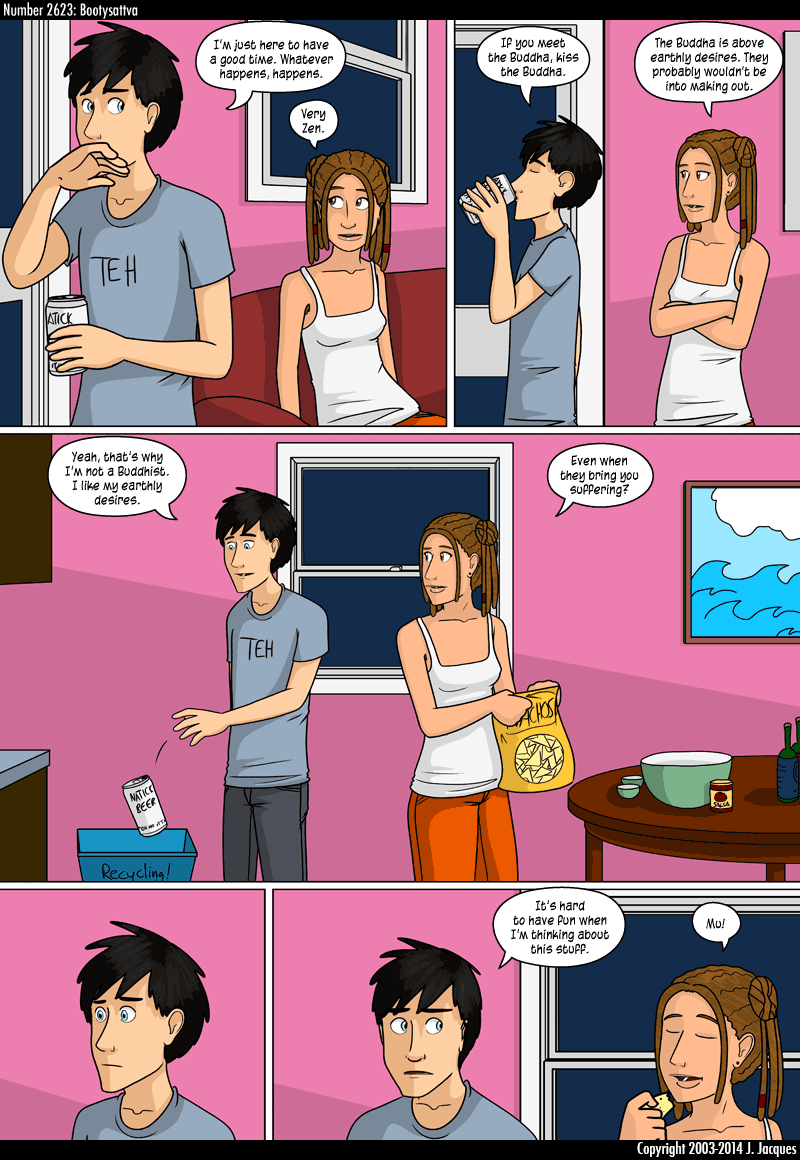 Number 2623: Bootysattva
I'm just here to have
a good time. Whatever
happens, happens.
Very
Zen.
TEH
ATICK
If you meet
the Buddha, kiss
the Buddha.
The Buddha is above
earthly desires. They
probably wouldn't be
into making out.
Yeah, that's why
I'm not a Buddhist.
I like my earthly
desires.
Even when
they bring you
suffering?
TEH
NACHOS
NATICK
BEER
SALSA
Recycling!
It's hard
to have fun when
I'm thinking about
this stuff.
Mu!
Copyright 2003-2014 J. Jacques